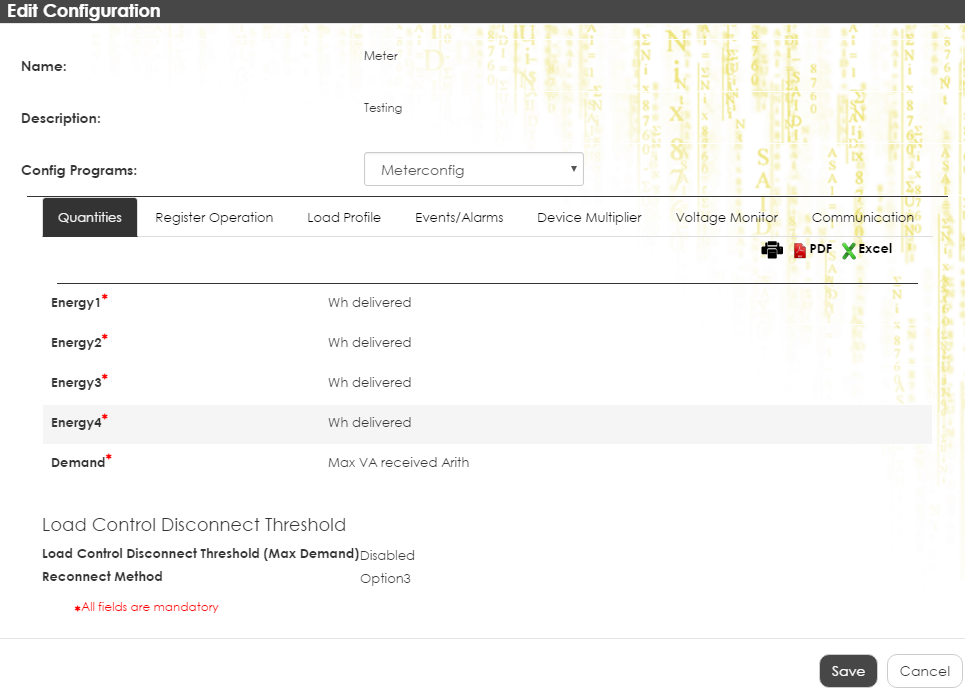 Edit Configuration
Name: Meter
Description: Testing
Config Programs: Meterconfig
Quantities Register Operation Load Profile Events/Alarms Device Multiplier Voltage Monitor Communication
PDF Excel
Energy1* Wh delivered
Energy2* Wh delivered
Energy3* Wh delivered
Energy4* Wh delivered
Demand* Max VA received Arith
Load Control Disconnect Threshold
Load Control Disconnect Threshold (Max Demand) Disabled
Reconnect Method Option3
*All fields are mandatory
Save Cancel